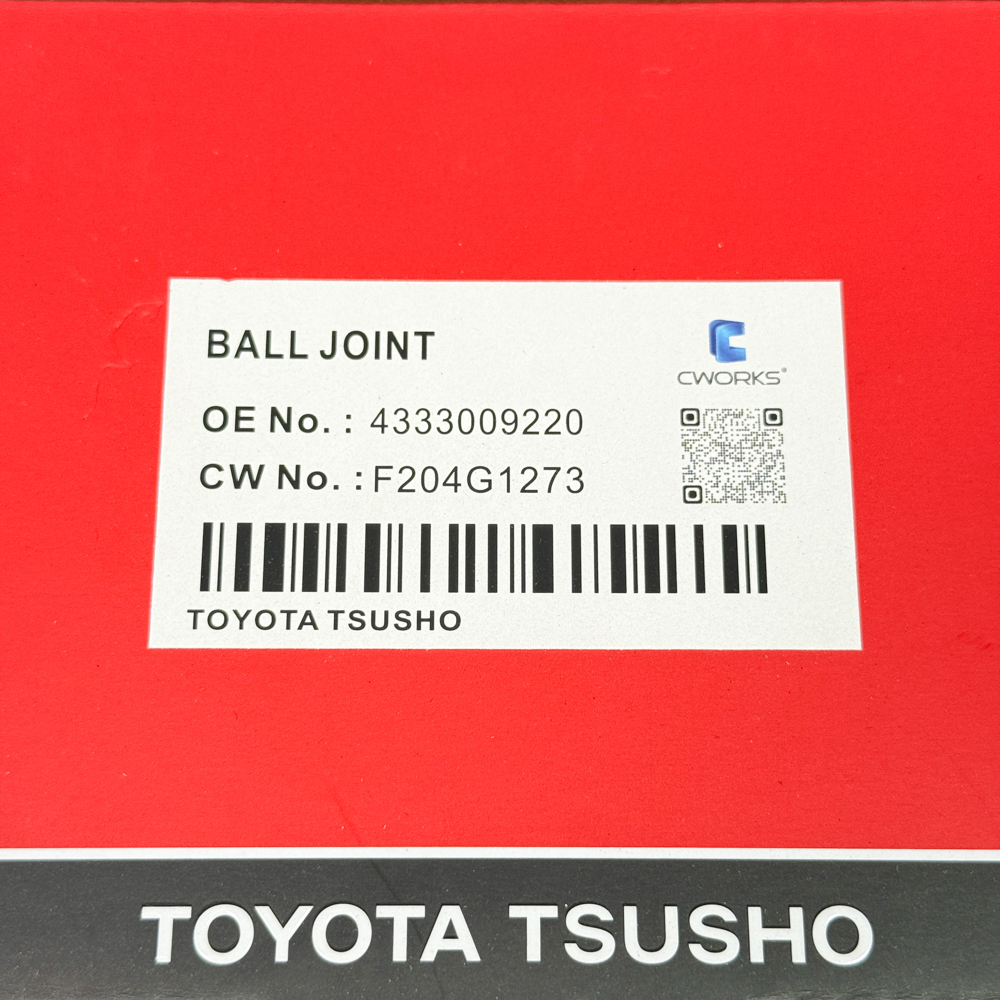 BALL JOINT
CWORKS®
OE No. : 4333009220
CW No. : F204G1273
TOYOTA TSUSHO
TOYOTA TSUSHO